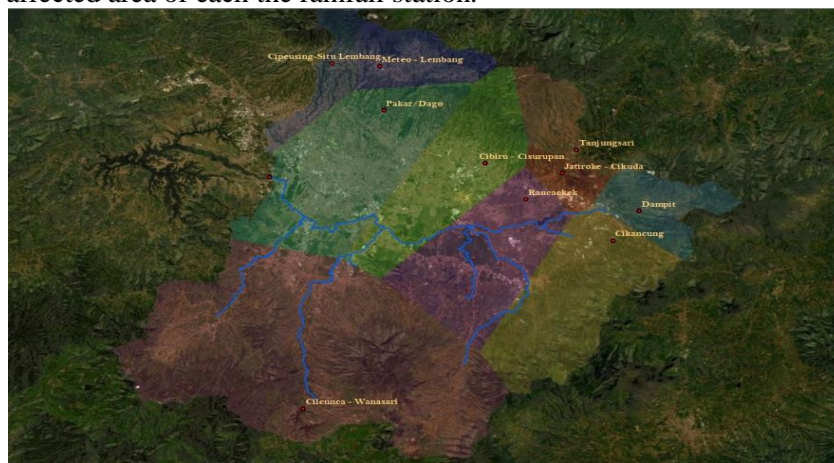 affected area of each the rainfall station.
Cipeusing-Situ Lembang
Meteo - Lembang
Pakar/Dago
Tanjungsari
Cibiru - Cisurupan
Jatiroke - Cikuda
Rancaekek
Dampit
Cikancung
Cileunca - Wanasari